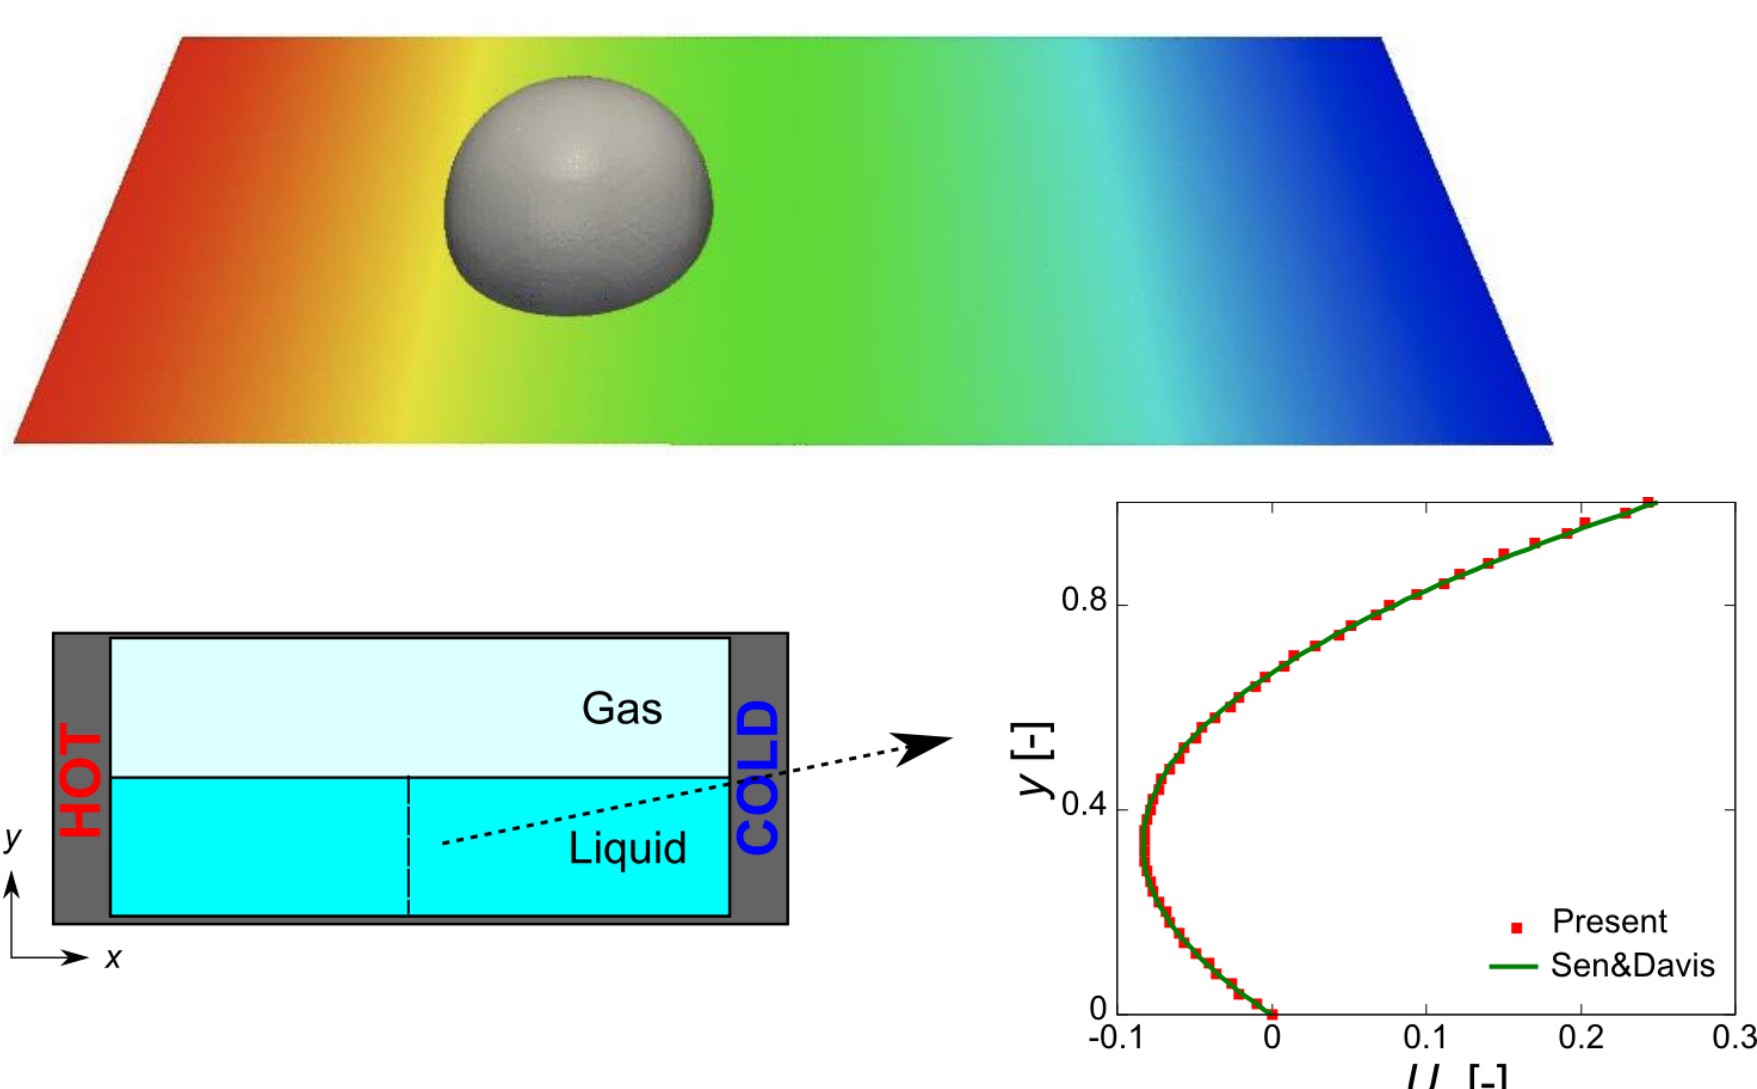 Gas
HOT
COLD
Liquid
y
x
y [-]
0.8
0.4
0
-0.1 0 0.1 0.2 0.3
Present
Sen&Davis
[-]